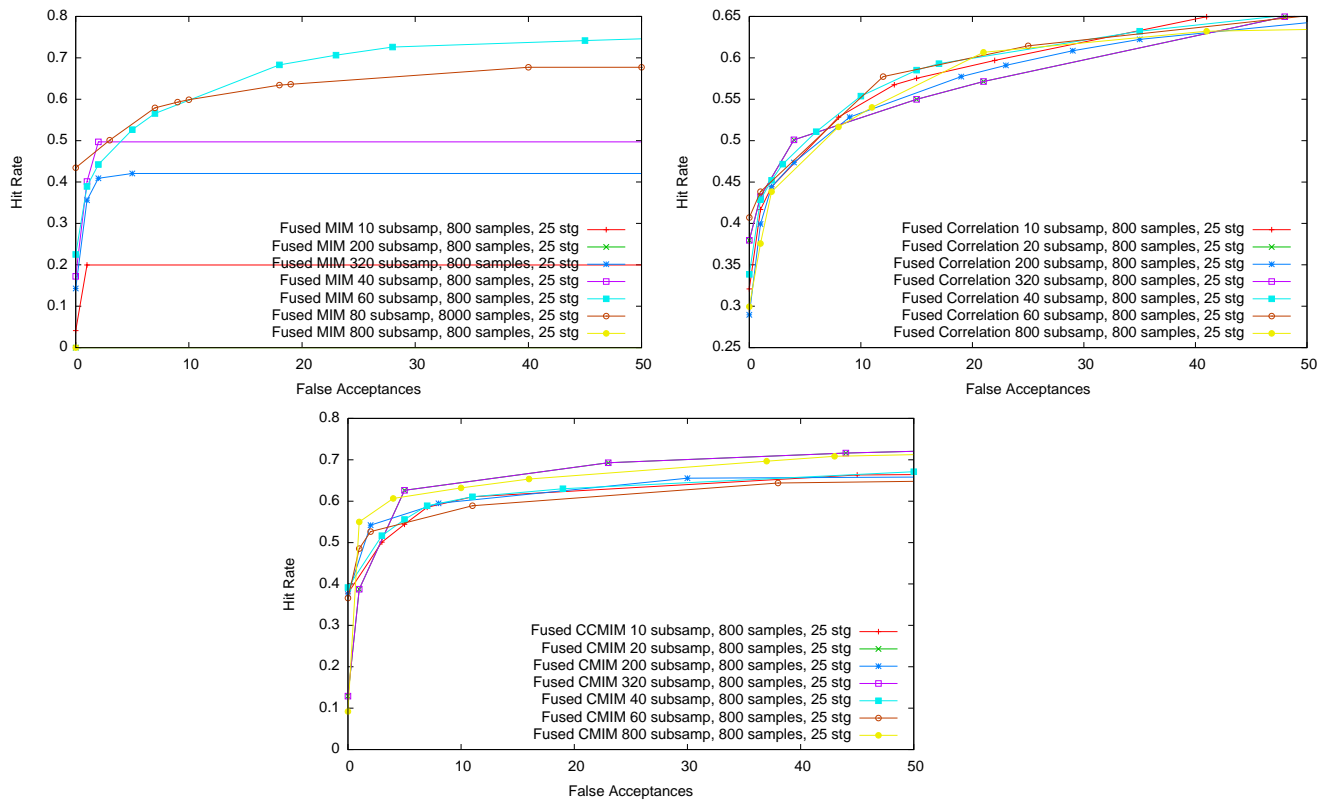 0.8
0.7
0.6
0.5
0.4
0.3
0.2
0.1
0
Hit Rate
Fused MIM 10 subsamp, 800 samples, 25 stg
Fused MIM 200 subsamp, 800 samples, 25 stg
Fused MIM 320 subsamp, 800 samples, 25 stg
Fused MIM 40 subsamp, 800 samples, 25 stg
Fused MIM 60 subsamp, 800 samples, 25 stg
Fused MIM 80 subsamp, 8000 samples, 25 stg
Fused MIM 800 subsamp, 800 samples, 25 stg
0 10 20 30 40 50
False Acceptances
0.65
0.6
0.55
0.5
0.45
0.4
0.35
0.3
0.25
Hit Rate
Fused Correlation 10 subsamp, 800 samples, 25 stg
Fused Correlation 20 subsamp, 800 samples, 25 stg
Fused Correlation 200 subsamp, 800 samples, 25 stg
Fused Correlation 320 subsamp, 800 samples, 25 stg
Fused Correlation 40 subsamp, 800 samples, 25 stg
Fused Correlation 60 subsamp, 800 samples, 25 stg
Fused Correlation 800 subsamp, 800 samples, 25 stg
0 10 20 30 40 50
False Acceptances
0.8
0.7
0.6
0.5
0.4
0.3
0.2
0.1
0
Hit Rate
Fused CCMIM 10 subsamp, 800 samples, 25 stg
Fused CMIM 20 subsamp, 800 samples, 25 stg
Fused CMIM 200 subsamp, 800 samples, 25 stg
Fused CMIM 320 subsamp, 800 samples, 25 stg
Fused CMIM 40 subsamp, 800 samples, 25 stg
Fused CMIM 60 subsamp, 800 samples, 25 stg
Fused CMIM 800 subsamp, 800 samples, 25 stg
0 10 20 30 40 50
False Acceptances